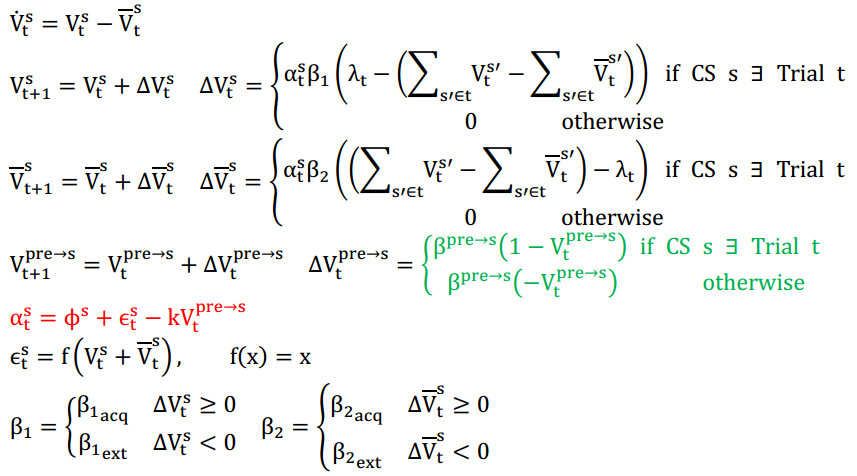 V̇ₜˢ = Vₜˢ − V̅ₜˢ
Vₜ₊₁ˢ = Vₜˢ + ΔVₜˢ ΔVₜˢ = { αₜˢβ₁(λₜ − (∑ₛ′∈ₜ Vₜˢ′ − ∑ₛ′∈ₜ V̅ₜˢ′)) if CS s ∃ Trial t
0 otherwise
V̅ₜ₊₁ˢ = V̅ₜˢ + ΔV̅ₜˢ ΔV̅ₜˢ = { αₜˢβ₂((∑ₛ′∈ₜ Vₜˢ′ − ∑ₛ′∈ₜ V̅ₜˢ′) − λₜ) if CS s ∃ Trial t
0 otherwise
Vₜ₊₁ᵖʳᵉ→ˢ = Vₜᵖʳᵉ→ˢ + ΔVₜᵖʳᵉ→ˢ ΔVₜᵖʳᵉ→ˢ = { βᵖʳᵉ→ˢ(1 − Vₜᵖʳᵉ→ˢ) if CS s ∃ Trial t
βᵖʳᵉ→ˢ(−Vₜᵖʳᵉ→ˢ) otherwise
αₜˢ = ϕˢ + ϵₜˢ − kVₜᵖʳᵉ→ˢ
ϵₜˢ = f(Vₜˢ + V̅ₜˢ), f(x) = x
β₁ = { β₁acq ΔVₜˢ ≥ 0 β₂ = { β₂acq ΔV̅ₜˢ ≥ 0
β₁ext ΔVₜˢ < 0 β₂ext ΔV̅ₜˢ < 0